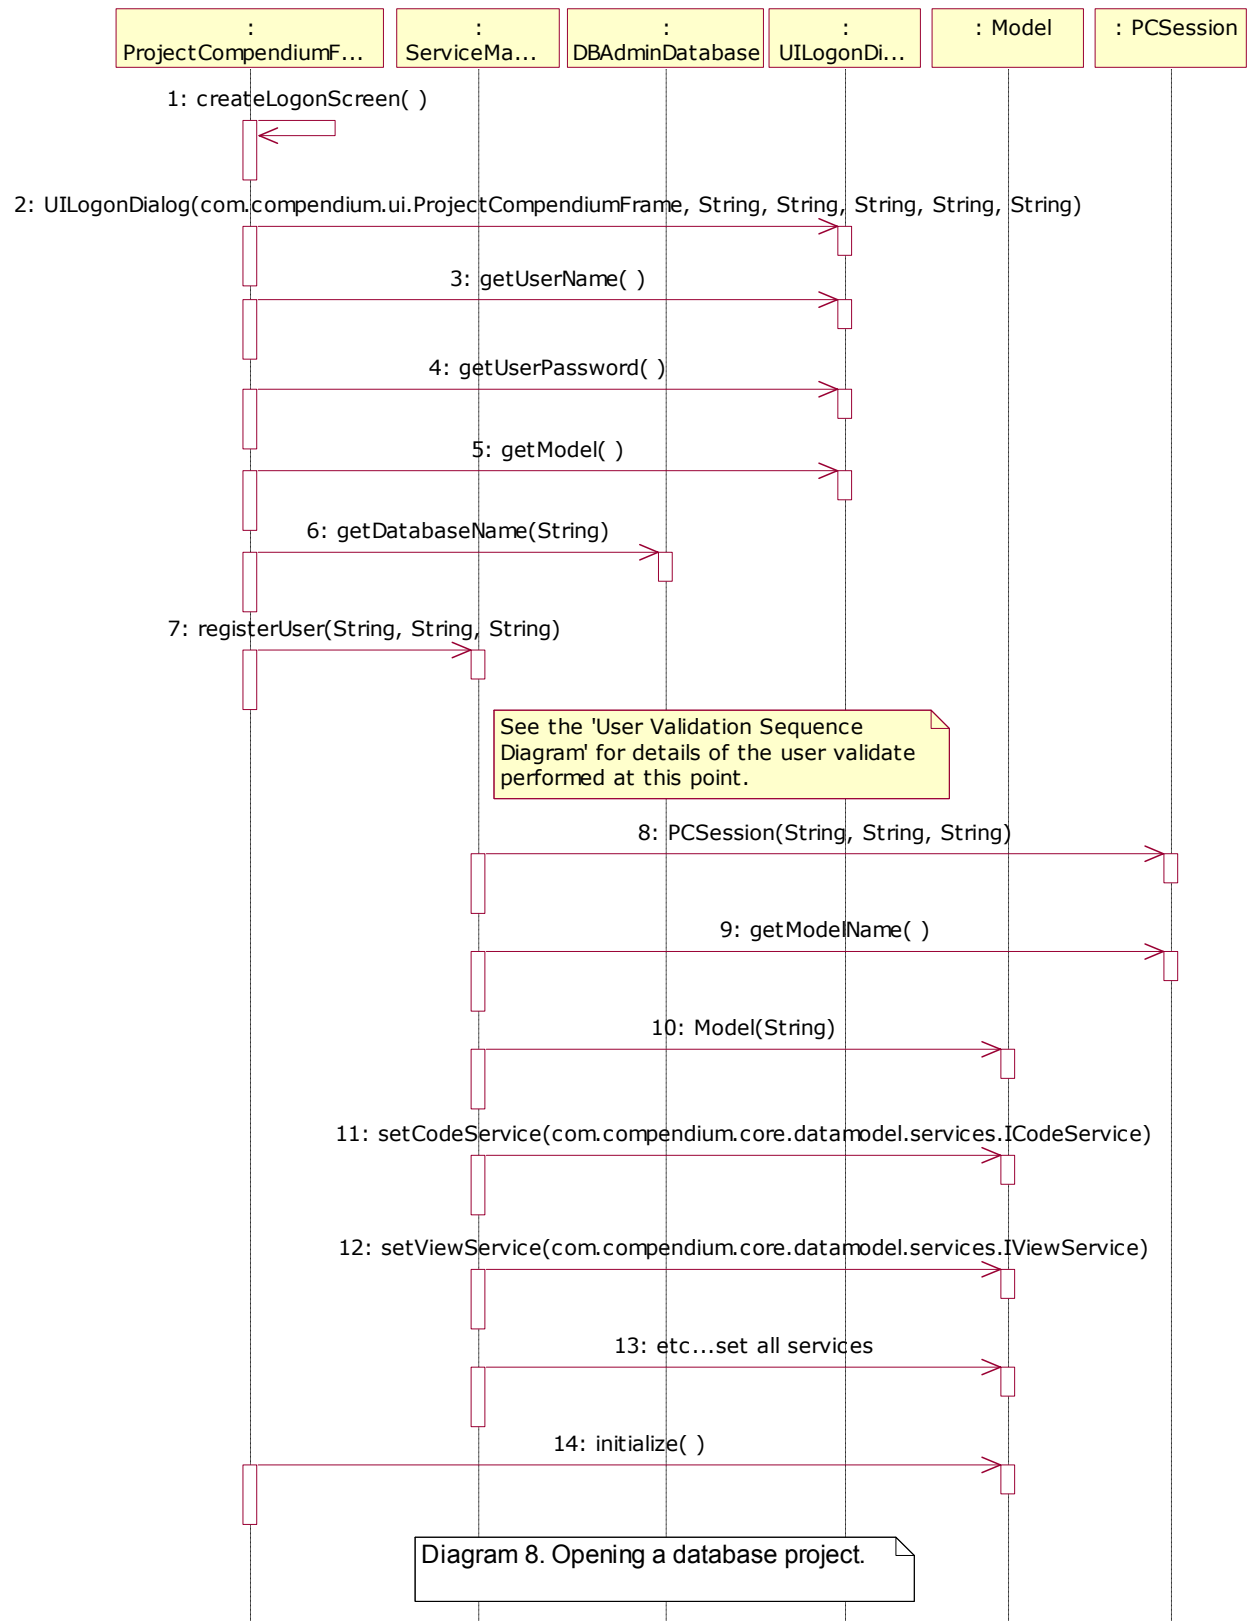 :
ProjectCompendiumF...
:
ServiceMa...
:
DBAdminDatabase
:
UILogonDi...
: Model
: PCSession
1: createLogonScreen( )
2: UILogonDialog(com.compendium.ui.ProjectCompendiumFrame, String, String, String, String, String)
3: getUserName( )
4: getUserPassword( )
5: getModel( )
6: getDatabaseName(String)
7: registerUser(String, String, String)
See the 'User Validation Sequence
Diagram' for details of the user validate
performed at this point.
8: PCSession(String, String, String)
9: getModelName( )
10: Model(String)
11: setCodeService(com.compendium.core.datamodel.services.ICodeService)
12: setViewService(com.compendium.core.datamodel.services.IViewService)
13: etc...set all services
14: initialize( )
Diagram 8. Opening a database project.